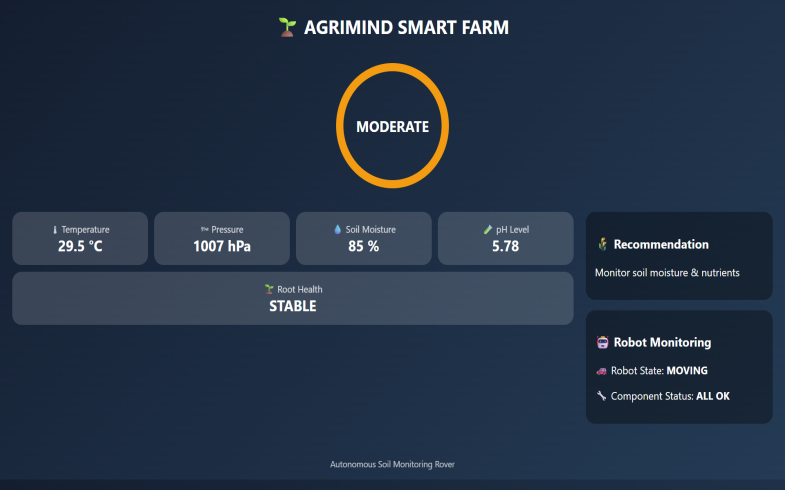 AGRIMIND SMART FARM
MODERATE
Temperature
29.5 °C
Pressure
1007 hPa
Soil Moisture
85 %
pH Level
5.78
Root Health
STABLE
Recommendation
Monitor soil moisture & nutrients
Robot Monitoring
Robot State: MOVING
Component Status: ALL OK
Autonomous Soil Monitoring Rover